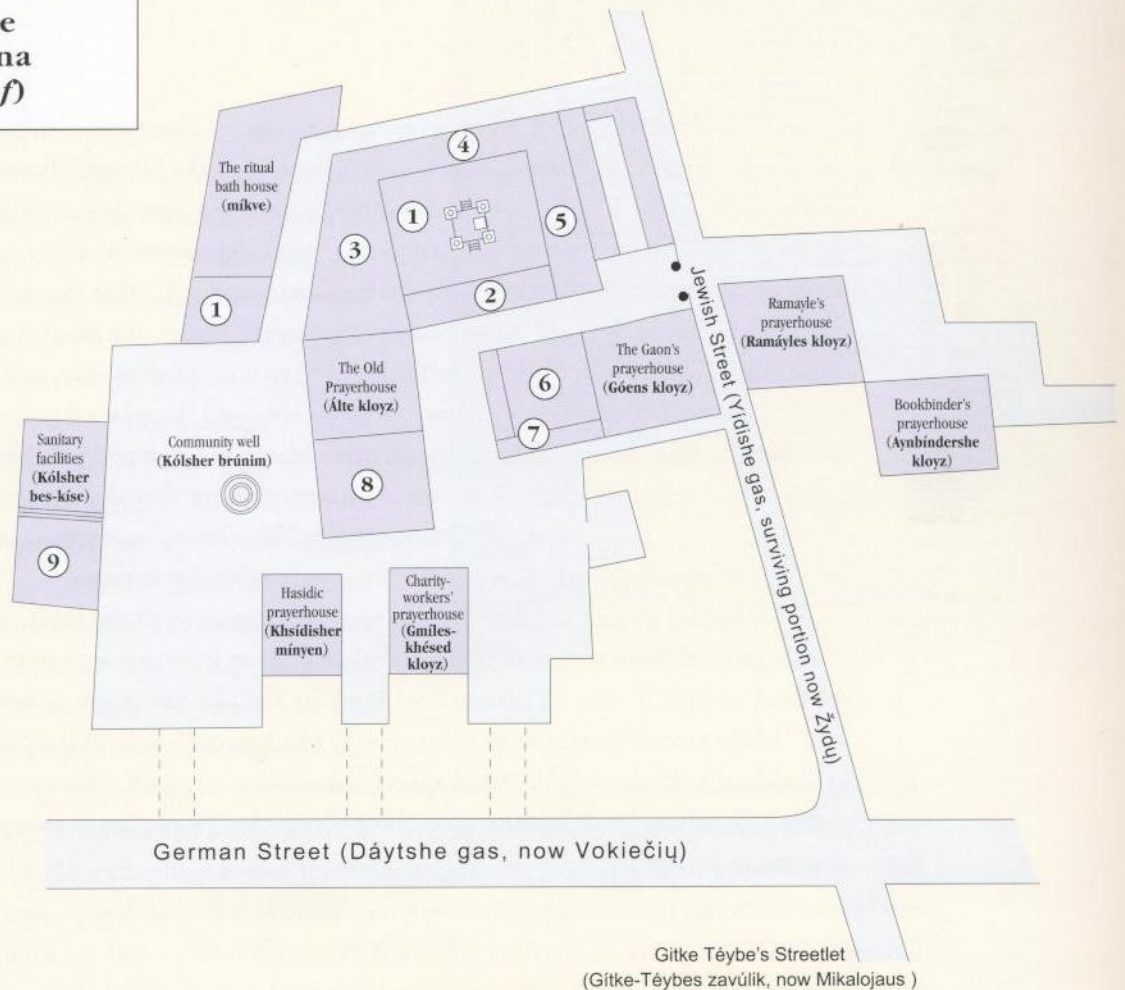 e
na
f)
The ritual
bath house
(míkve)
4
1
5
3
2
1
Jewish Street (Yídishe gas, surviving portion now Žydų)
Ramayle's
prayerhouse
(Ramáyles kloyz)
The Old
Prayerhouse
(Álte kloyz)
6
The Gaon's
prayerhouse
(Góens kloyz)
7
Bookbinder's
prayerhouse
(Aynbíndershe
kloyz)
Sanitary
facilities
(Kólsher
bes-kíse)
Community well
(Kólsher brúnim)
8
9
Hasidic
prayerhouse
(Khsídisher
mínyen)
Charity-
workers'
prayerhouse
(Gmíles-
khésed
kloyz)
German Street (Dáytshe gas, now Vokiečių)
Gitke Téybe's Streetlet
(Gítke-Téybes zavúlik, now Mikalojaus )